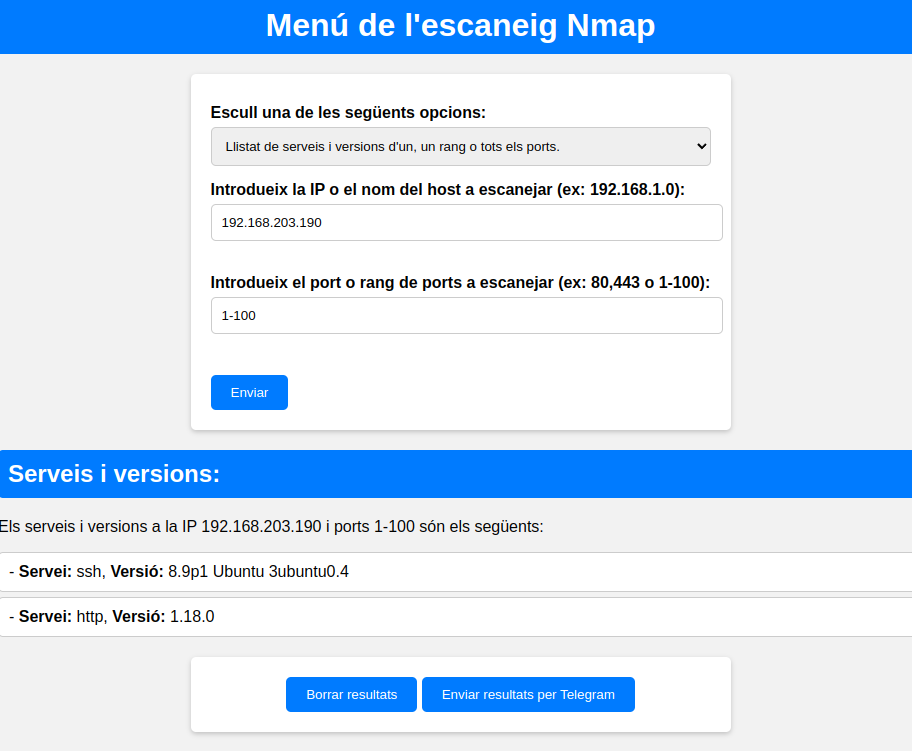 Menú de l'escaneig Nmap
Escull una de les següents opcions:
Llistat de serveis i versions d'un, un rang o tots els ports.
Introdueix la IP o el nom del host a escanejar (ex: 192.168.1.0):
192.168.203.190
Introdueix el port o rang de ports a escanejar (ex: 80,443 o 1-100):
1-100
Enviar
Serveis i versions:
Els serveis i versions a la IP 192.168.203.190 i ports 1-100 són els següents:
- Servei: ssh, Versió: 8.9p1 Ubuntu 3ubuntu0.4
- Servei: http, Versió: 1.18.0
Borrar resultats Enviar resultats per Telegram